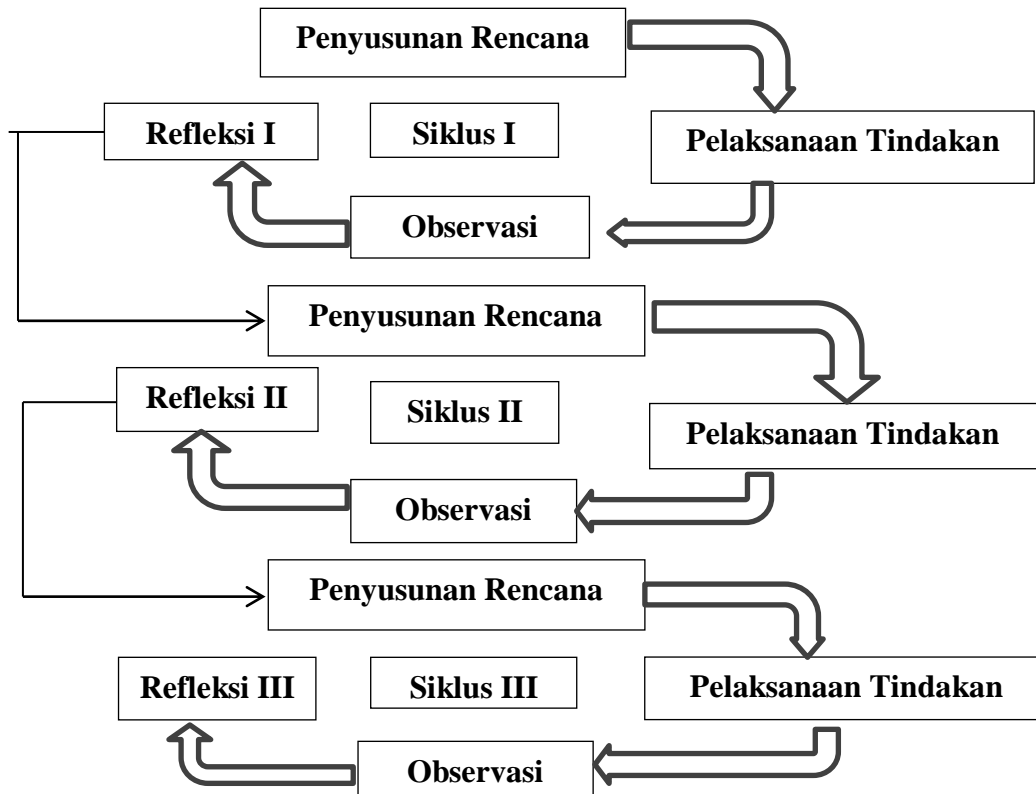 Penyusunan Rencana
Refleksi I
Siklus I
Pelaksanaan Tindakan
Observasi
Penyusunan Rencana
Refleksi II
Siklus II
Pelaksanaan Tindakan
Observasi
Penyusunan Rencana
Refleksi III
Siklus III
Pelaksanaan Tindakan
Observasi